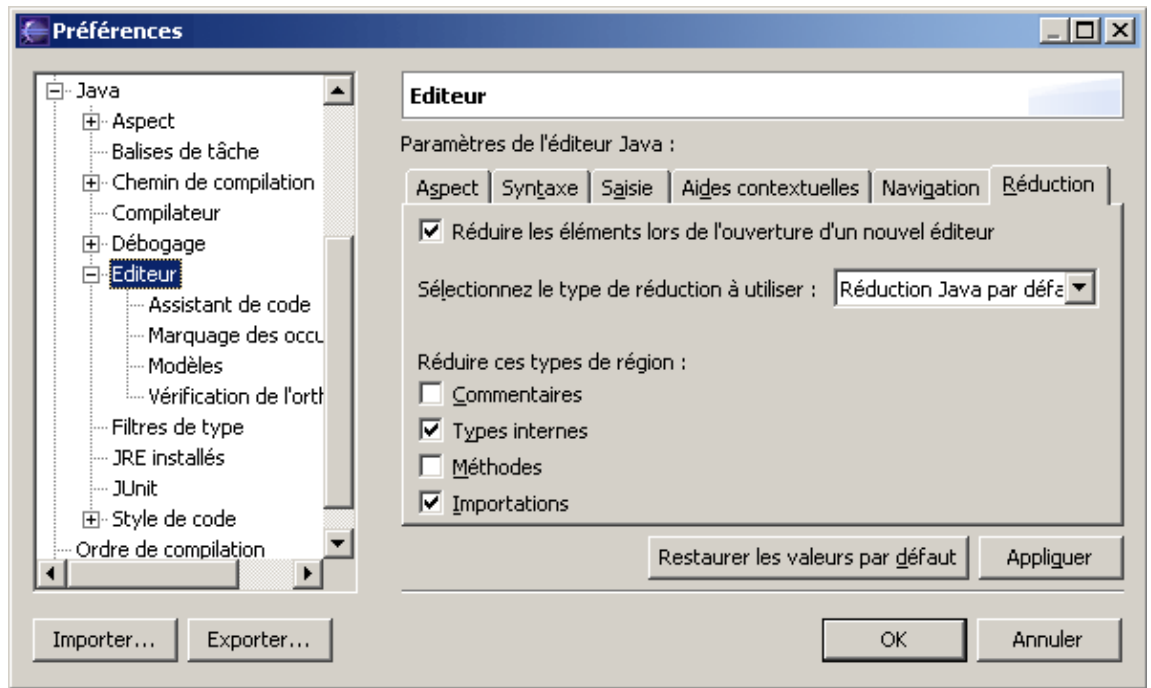 Préférences
Java
Aspect
Balises de tâche
Chemin de compilation
Compilateur
Débogage
Editeur
Assistant de code
Marquage des occu
Modèles
Vérification de l'orth
Filtres de type
JRE installés
JUnit
Style de code
Ordre de compilation
Importer...
Exporter...
Editeur
Paramètres de l'éditeur Java :
Aspect Syntaxe Saisie Aides contextuelles Navigation Réduction
Réduire les éléments lors de l'ouverture d'un nouvel éditeur
Sélectionnez le type de réduction à utiliser : Réduction Java par défa
Réduire ces types de région :
Commentaires
Types internes
Méthodes
Importations
Restaurer les valeurs par défaut Appliquer
OK Annuler